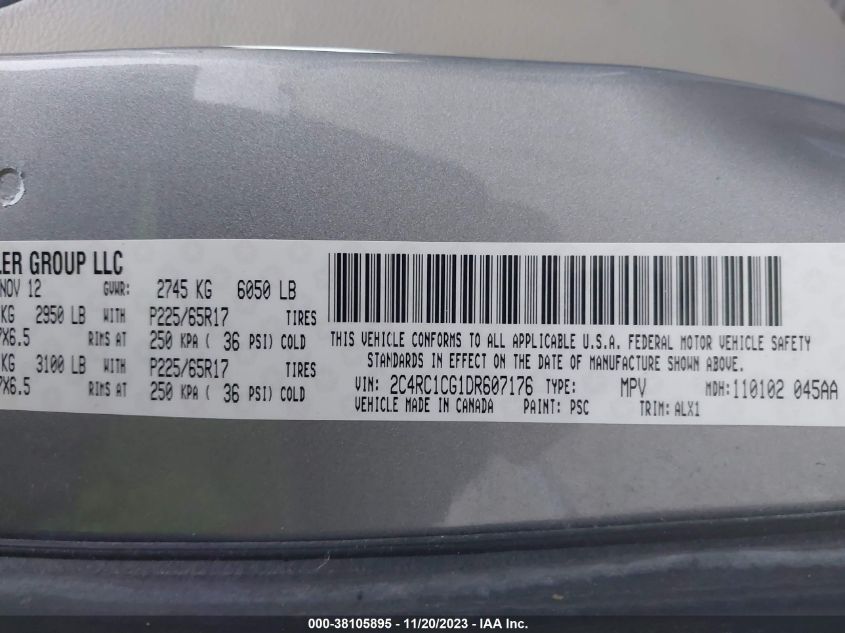 LER GROUP LLC
NOV 12 GVWR: 2745 KG 6050 LB
KG 2950 LB WITH P225/65R17 TIRES
7X6.5 RIMS AT 250 KPA ( 36 PSI) COLD
KG 3100 LB WITH P225/65R17 TIRES
7X6.5 RIMS AT 250 KPA ( 36 PSI) COLD
THIS VEHICLE CONFORMS TO ALL APPLICABLE U.S.A. FEDERAL MOTOR VEHICLE SAFETY
STANDARDS IN EFFECT ON THE DATE OF MANUFACTURE SHOWN ABOVE.
VIN: 2C4RC1CG1DR607176 TYPE: MPV MDH: 110102 045AA
VEHICLE MADE IN CANADA PAINT: PSC TRIM: ALX1
000-38105895 - 11/20/2023 - IAA Inc.